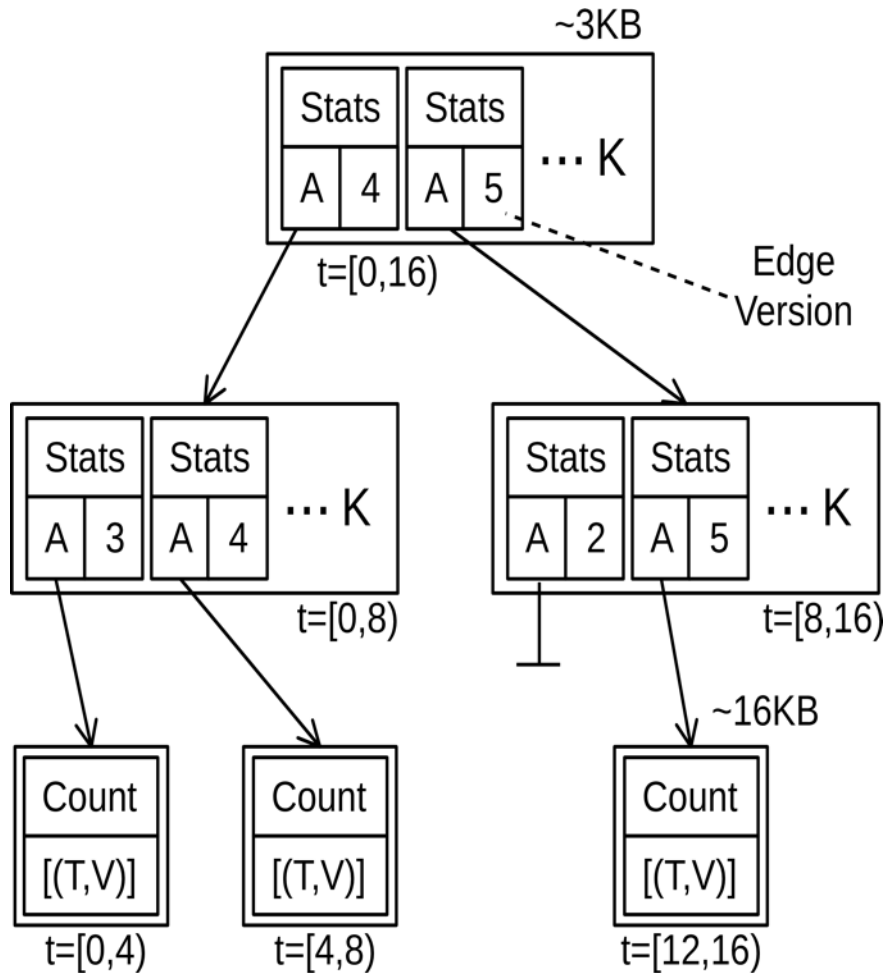 ~3KB
Stats Stats
A 4 A 5 ... K
t=[0,16)
Edge
Version
Stats Stats
A 3 A 4 ... K
t=[0,8)
Stats Stats
A 2 A 5 ... K
t=[8,16)
~16KB
Count
[(T,V)]
t=[0,4)
Count
[(T,V)]
t=[4,8)
Count
[(T,V)]
t=[12,16)